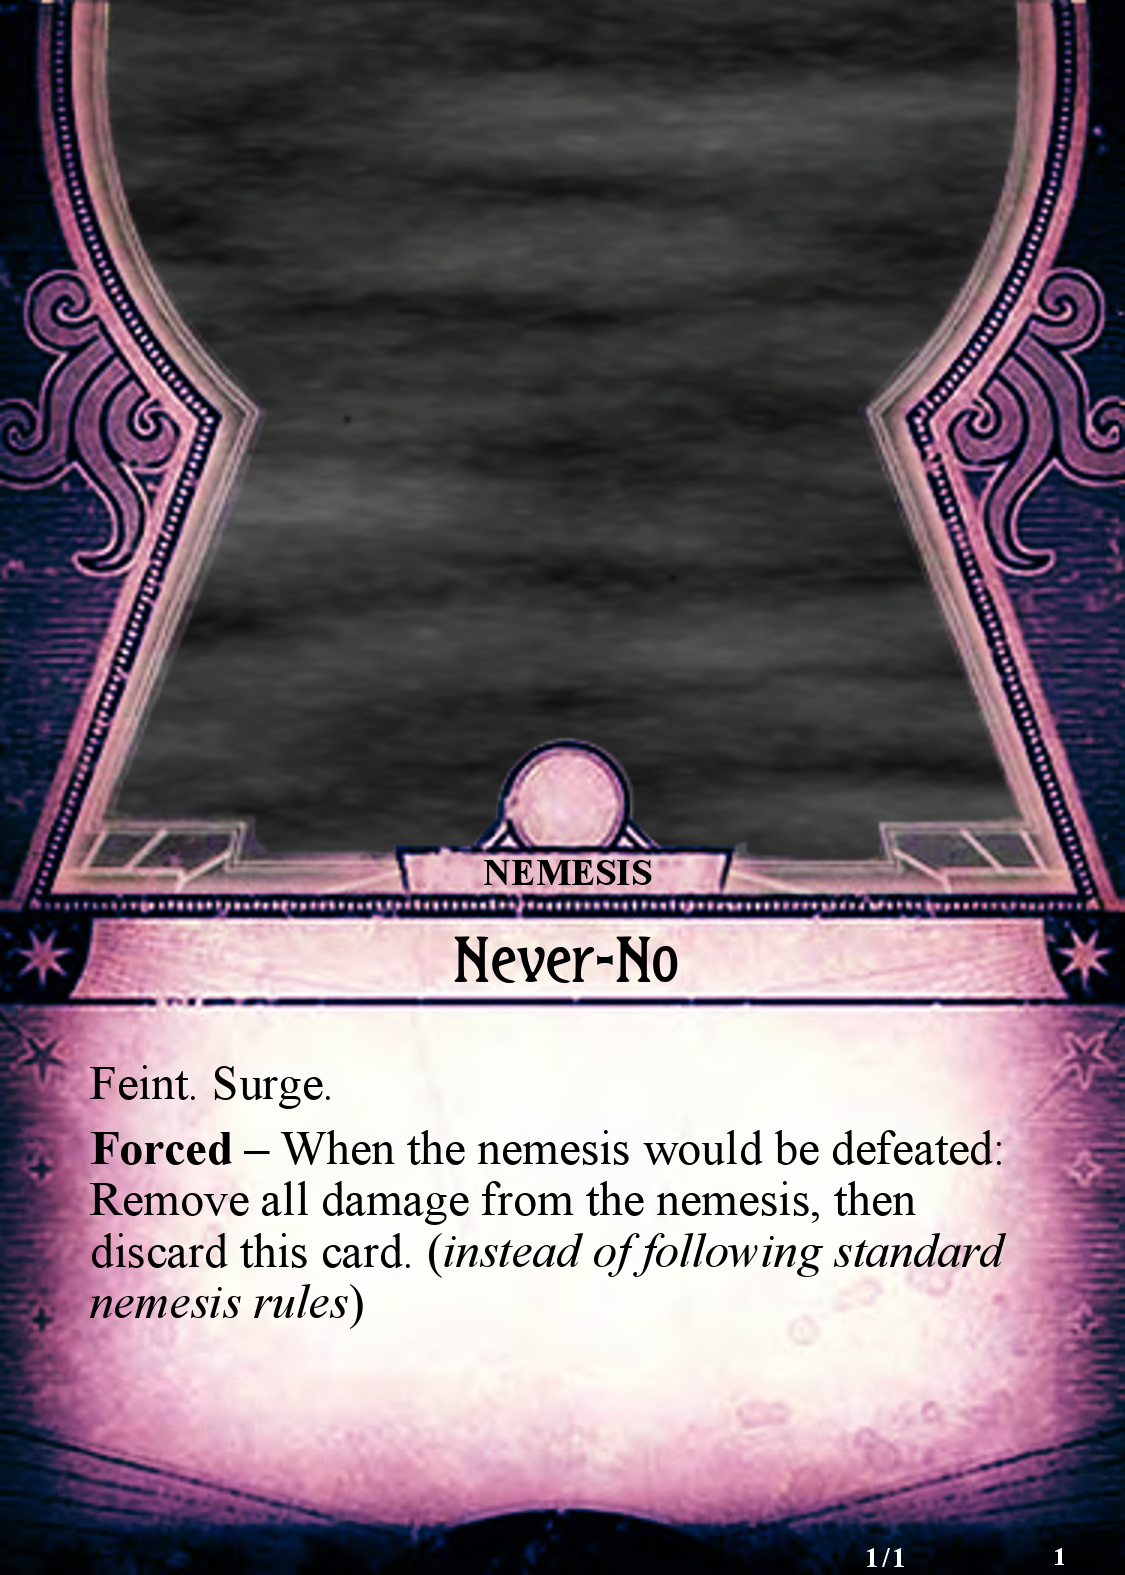 NEMESIS
Never-No
Feint. Surge.
Forced – When the nemesis would be defeated:
Remove all damage from the nemesis, then
discard this card. (instead of following standard
nemesis rules)
1/1 1